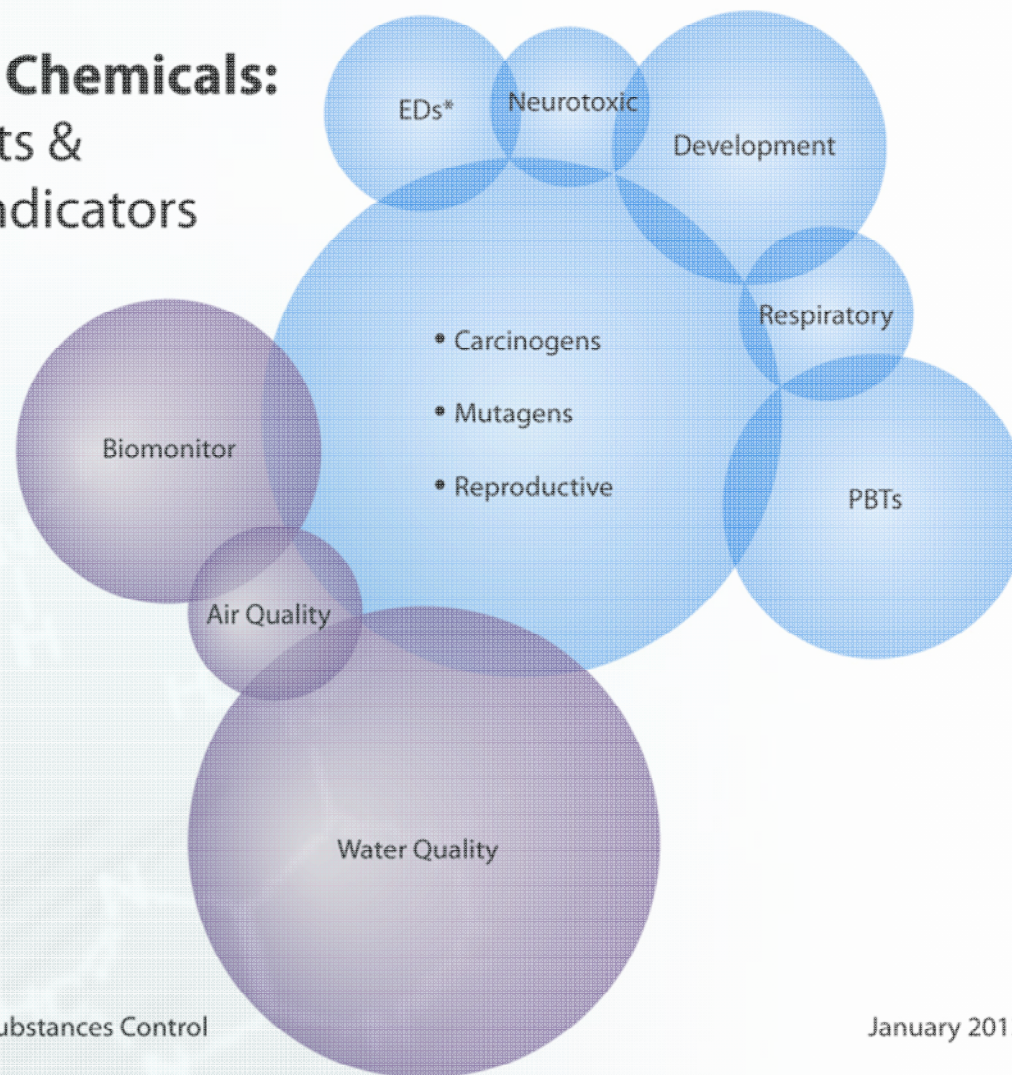 Chemicals:
ts &
ndicators
EDs*
Neurotoxic
Development
Respiratory
• Carcinogens
• Mutagens
• Reproductive
Biomonitor
PBTs
Air Quality
Water Quality
ubstances Control
January 201